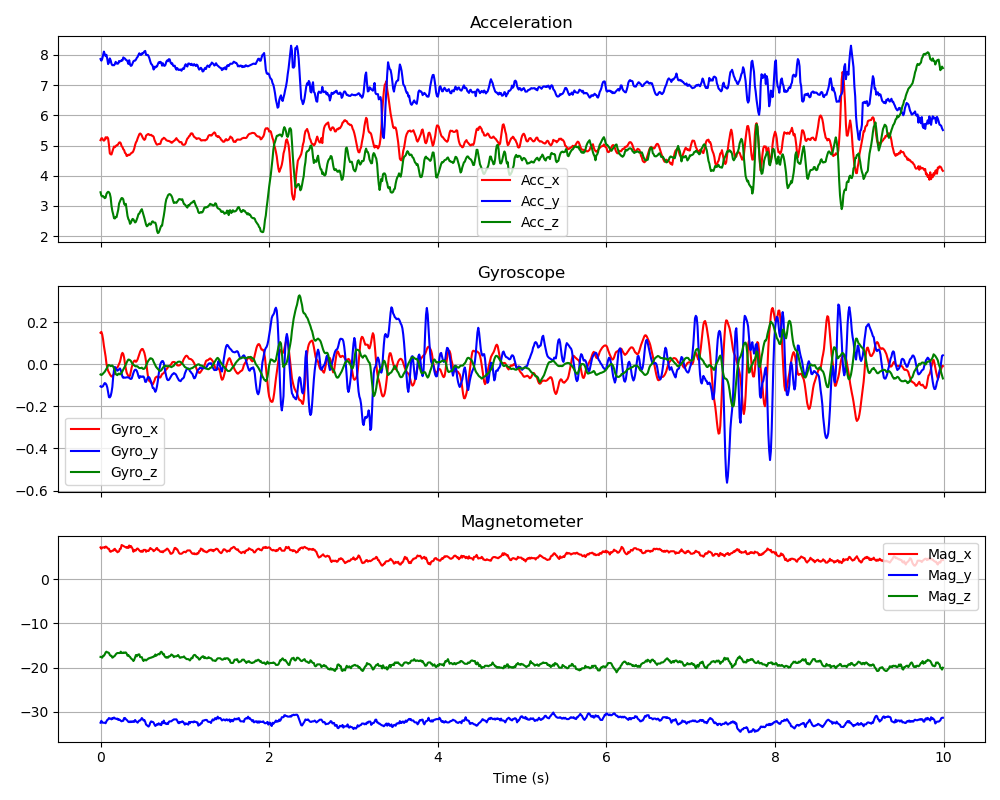 Acceleration
8
7
6
5
4
3
2
Acc_x
Acc_y
Acc_z
Gyroscope
0.2
0.0
−0.2
−0.4
−0.6
Gyro_x
Gyro_y
Gyro_z
Magnetometer
0
−10
−20
−30
Mag_x
Mag_y
Mag_z
0 2 4 6 8 10
Time (s)